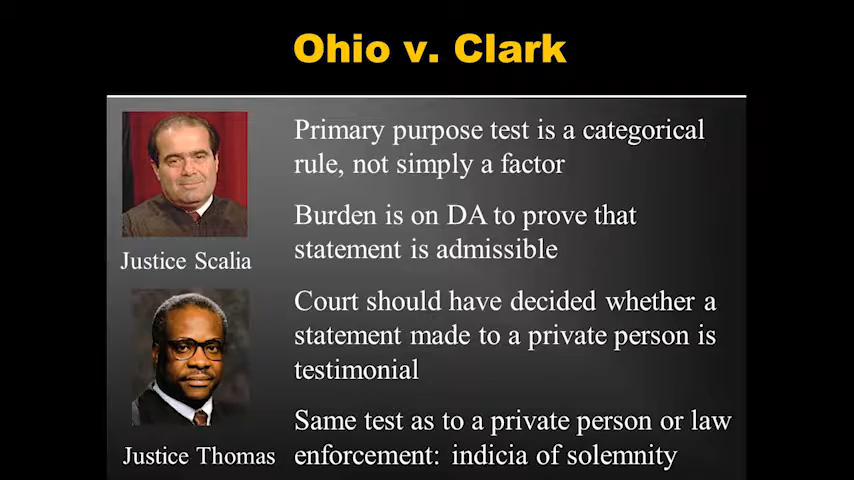 Ohio v. Clark
Primary purpose test is a categorical
rule, not simply a factor
Burden is on DA to prove that
statement is admissible
Justice Scalia
Court should have decided whether a
statement made to a private person is
testimonial
Same test as to a private person or law
enforcement: indicia of solemnity
Justice Thomas